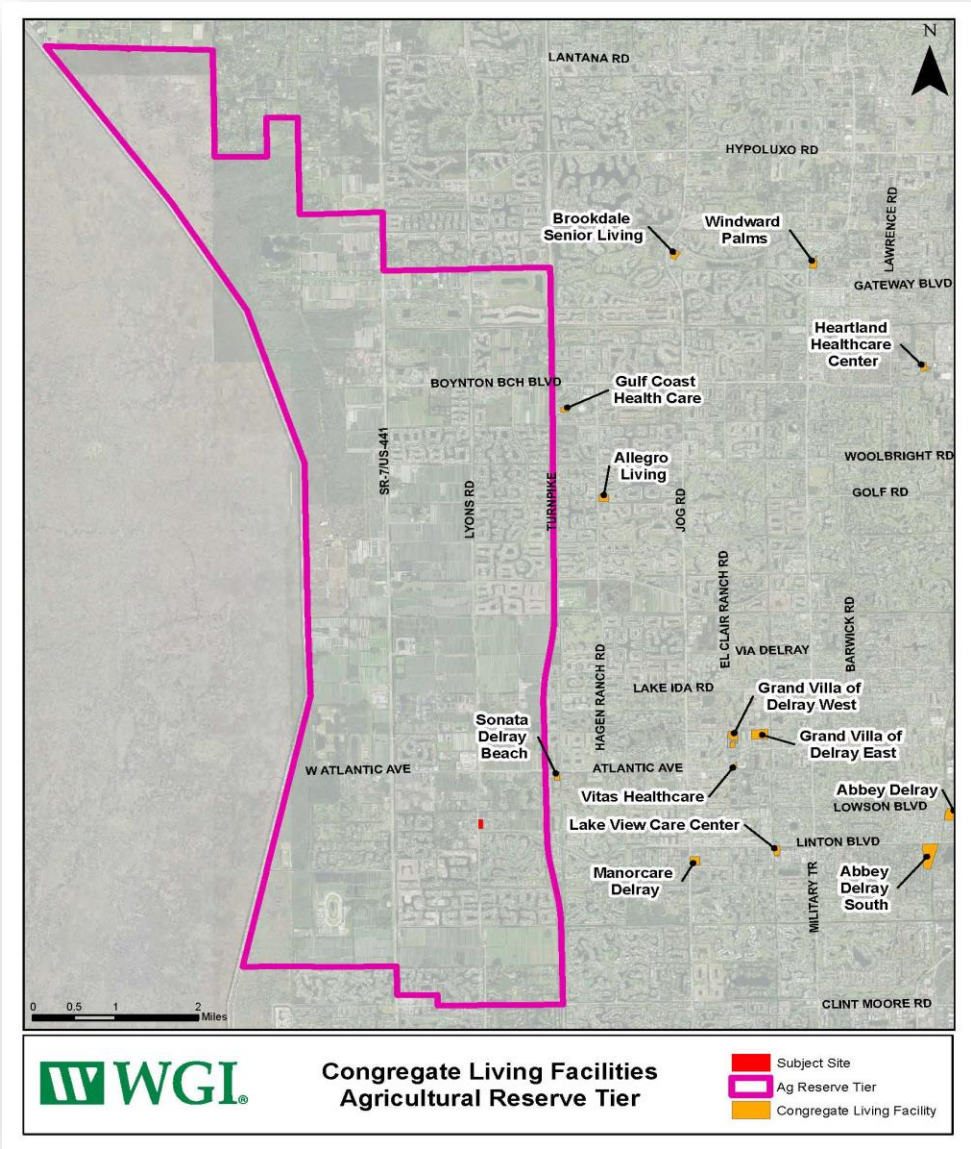 N
LANTANA RD
HYPOLUXO RD
LAWRENCE RD
Brookdale
Senior Living
Windward
Palms
GATEWAY BLVD
Heartland
Healthcare
Center
BOYNTON BCH BLVD
Gulf Coast
Health Care
SR-7/US-441
LYONS RD
TURNPIKE
Allegro
Living
JOG RD
WOOLBRIGHT RD
GOLF RD
EL CLAIR RANCH RD
BARWICK RD
VIA DELRAY
HAGEN RANCH RD
LAKE IDA RD
Grand Villa of
Delray West
Sonata
Delray
Beach
Grand Villa of
Delray East
W ATLANTIC AVE
ATLANTIC AVE
Vitas Healthcare
Abbey Delray
LOWSON BLVD
Lake View Care Center
LINTON BLVD
Manorcare
Delray
MILITARY TR
Abbey
Delray
South
CLINT MOORE RD
0 0.5 1 2
Miles
WGI®
Congregate Living Facilities
Agricultural Reserve Tier
Subject Site
Ag Reserve Tier
Congregate Living Facility